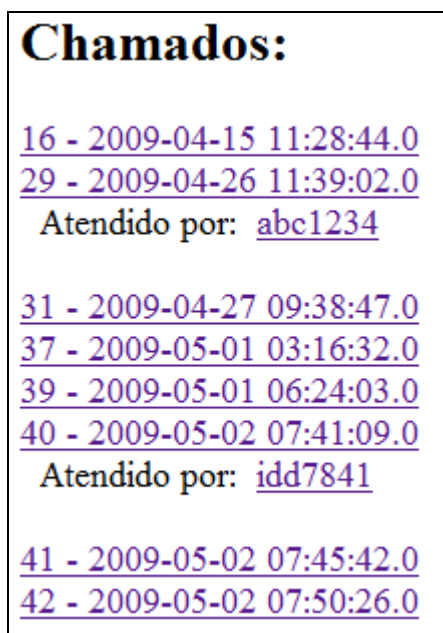 Chamados:
16 - 2009-04-15 11:28:44.0
29 - 2009-04-26 11:39:02.0
Atendido por: abc1234
31 - 2009-04-27 09:38:47.0
37 - 2009-05-01 03:16:32.0
39 - 2009-05-01 06:24:03.0
40 - 2009-05-02 07:41:09.0
Atendido por: idd7841
41 - 2009-05-02 07:45:42.0
42 - 2009-05-02 07:50:26.0